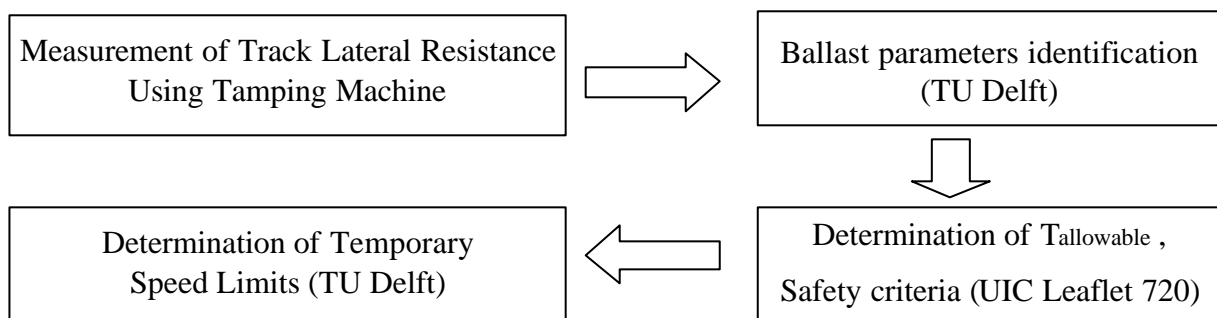 Measurement of Track Lateral Resistance
Using Tamping Machine
Ballast parameters identification
(TU Delft)
Determination of Tallowable ,
Safety criteria (UIC Leaflet 720)
Determination of Temporary
Speed Limits (TU Delft)